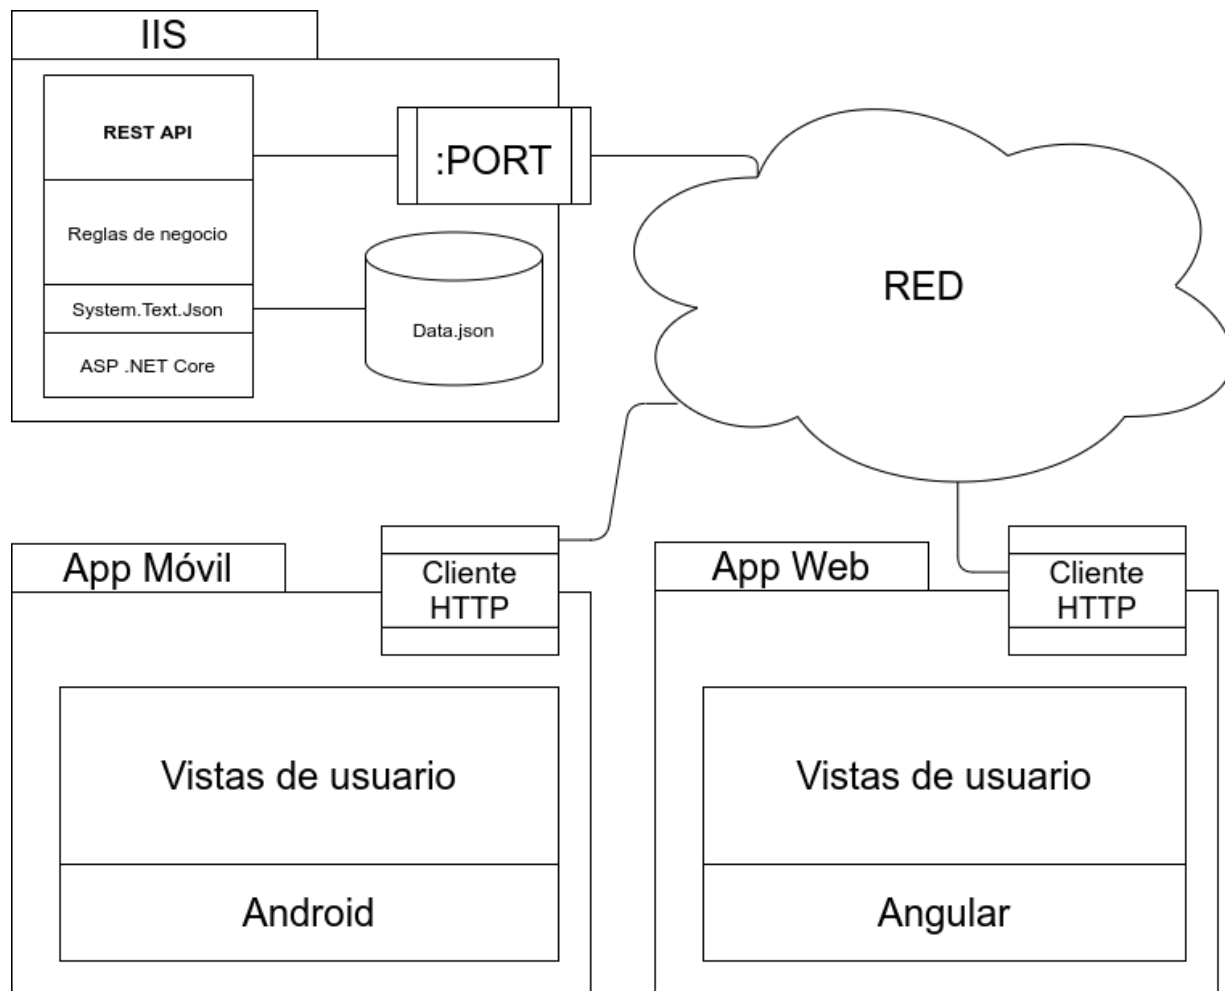 IIS
REST API
:PORT
Reglas de negocio
System.Text.Json
ASP .NET Core
Data.json
RED
App Móvil
Cliente
HTTP
Vistas de usuario
Android
App Web
Cliente
HTTP
Vistas de usuario
Angular